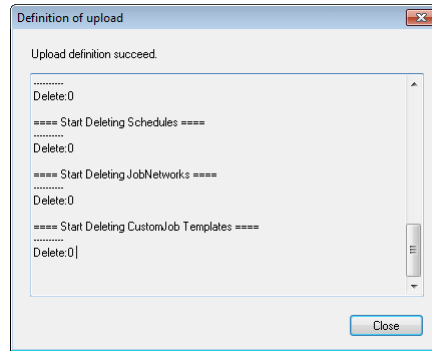 Definition of upload
Upload definition succeed.
----------
Delete:0
==== Start Deleting Schedules ====
----------
Delete:0
==== Start Deleting JobNetworks ====
----------
Delete:0
==== Start Deleting CustomJob Templates ====
----------
Delete:0
Close